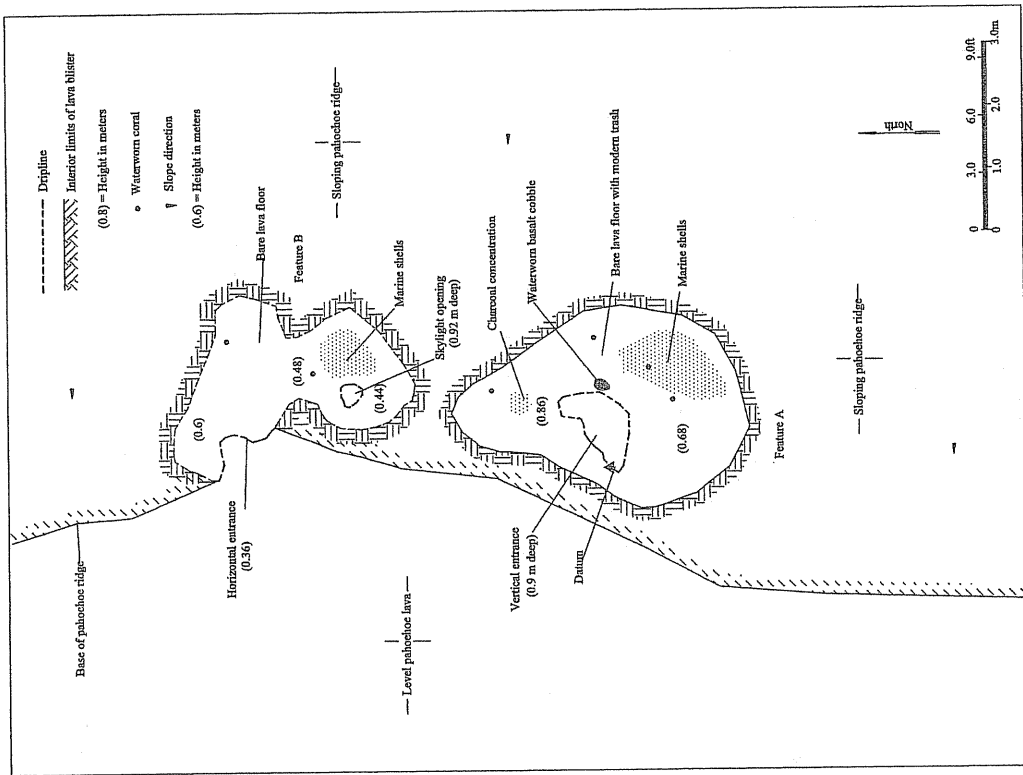 Dripline
Interior limits of lava blister
(0.8) = Height in meters
Waterworn coral
Slope direction
(0.6) = Height in meters
Base of pahoehoe ridge
Horizontal entrance
(0.36)
(0.6)
Bare lava floor
Feature B
(0.48)
Marine shells
Skylight opening
(0.92 m deep)
(0.44)
Sloping pahoehoe ridge
Level pahoehoe lava
Charcoal concentration
Waterworn basalt cobble
Bare lava floor with modern trash
Marine shells
(0.86)
Vertical entrance
(0.9 m deep)
Datum
(0.68)
Feature A
Sloping pahoehoe ridge
North
0 3.0 6.0 9.0ft
0 1.0 2.0 3.0m